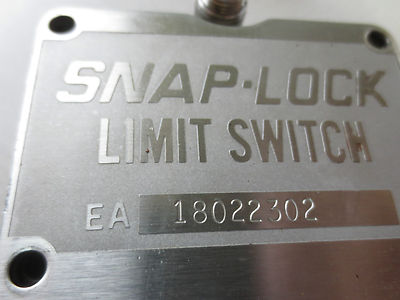 SNAP·LOCK
LIMIT SWITCH
EA 18022302